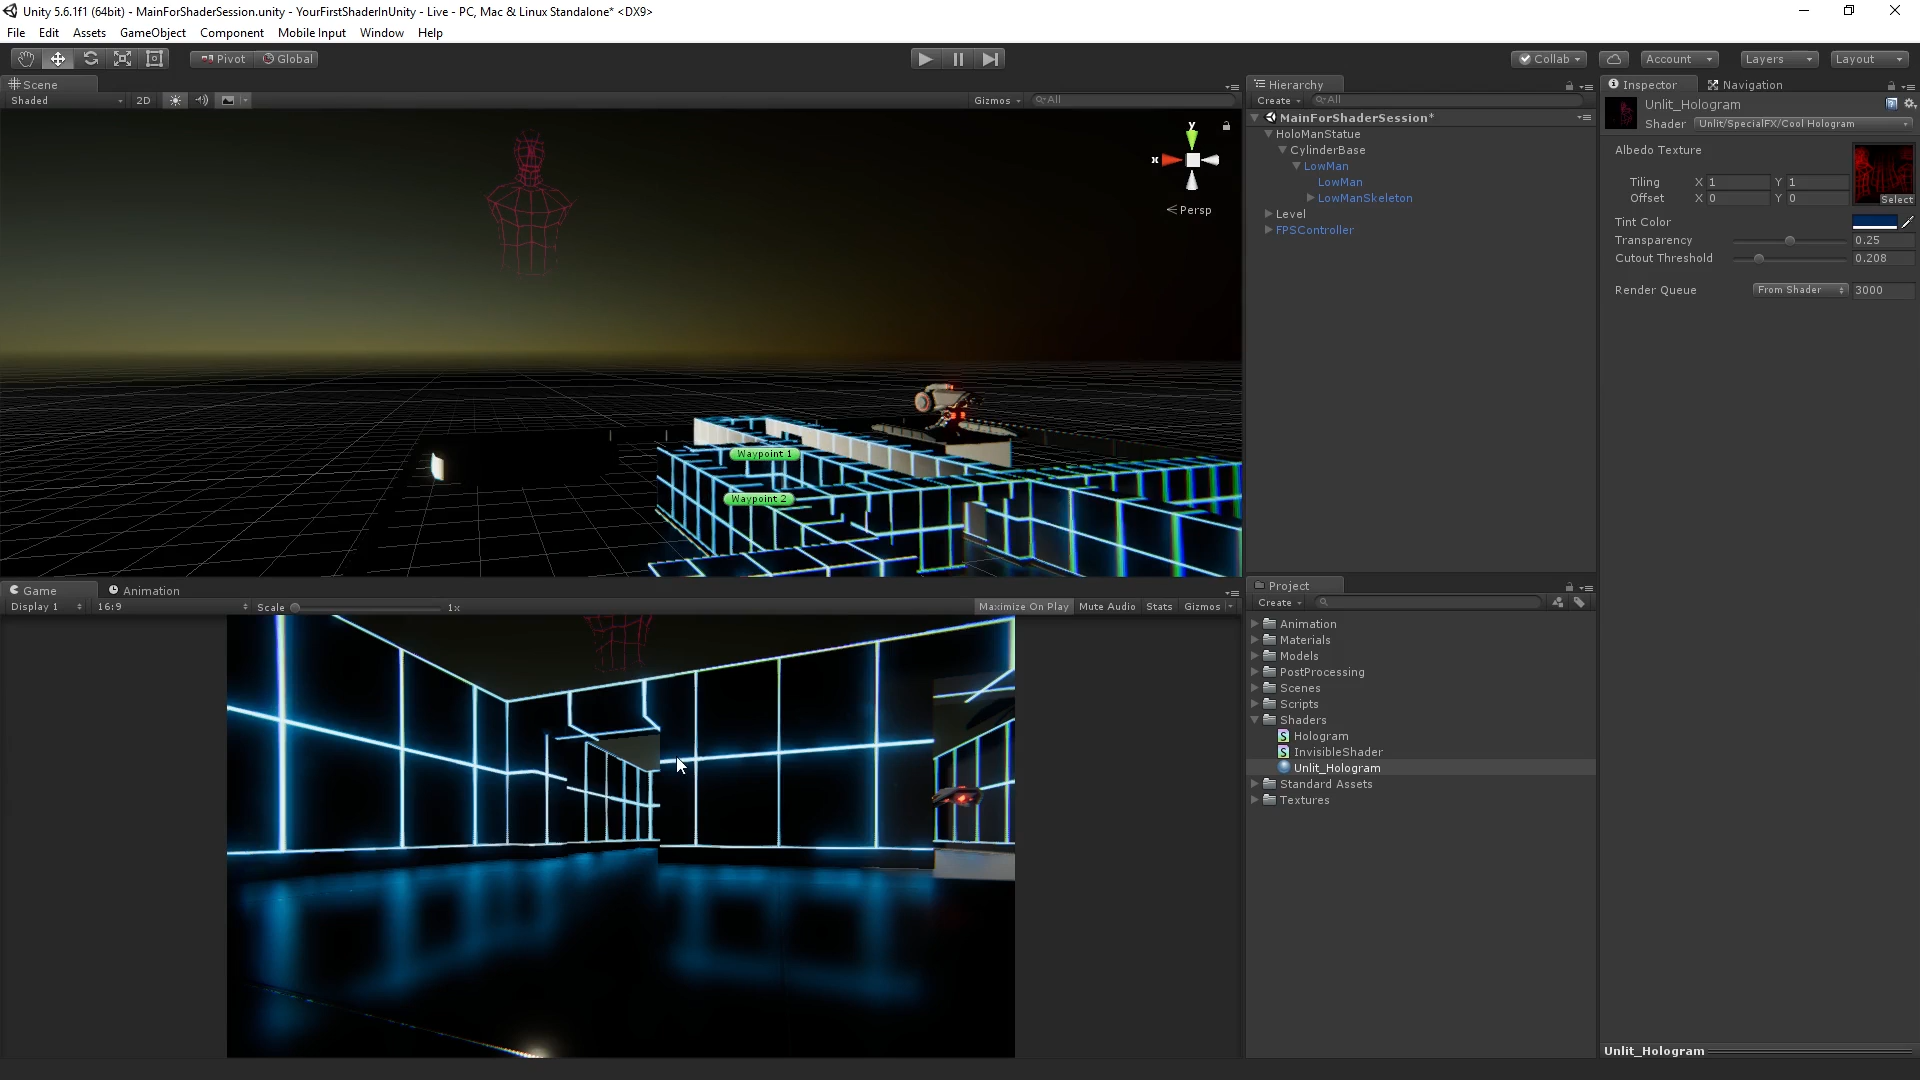 Unity 5.6.1f1 (64bit) - MainForShaderSession.unity - YourFirstShaderInUnity - Live - PC, Mac & Linux Standalone* <DX9>
File Edit Assets GameObject Component Mobile Input Window Help
Pivot Global Collab Account Layers Layout
Scene
Shaded 2D Gizmos All
y
x
Persp
Waypoint 1
Waypoint 2
Game Animation
Display 1 16:9 Scale 1x Maximize On Play Mute Audio Stats Gizmos
Hierarchy
Create All
MainForShaderSession*
HoloManStatue
CylinderBase
LowMan
LowMan
LowManSkeleton
Level
FPSController
Project
Create
Animation
Materials
Models
PostProcessing
Scenes
Scripts
Shaders
Hologram
InvisibleShader
Unlit_Hologram
Standard Assets
Textures
Inspector Navigation
Unlit_Hologram
Shader Unlit/SpecialFX/Cool Hologram
Albedo Texture
Tiling X 1 Y 1
Offset X 0 Y 0
Select
Tint Color
Transparency 0.25
Cutout Threshold 0.208
Render Queue From Shader 3000
Unlit_Hologram